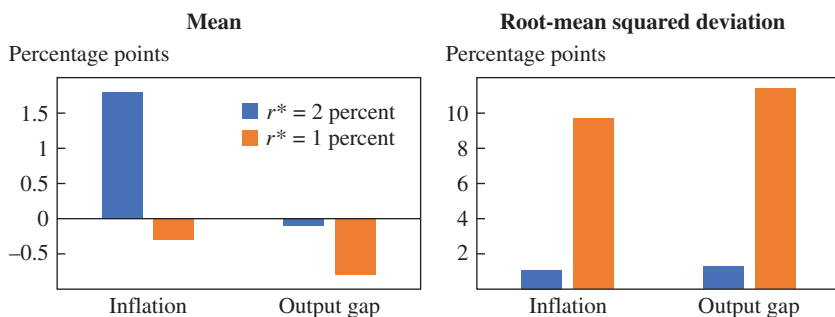 Mean
Percentage points
1.5
1
0.5
0
–0.5
r* = 2 percent
r* = 1 percent
Inflation
Output gap
Root-mean squared deviation
Percentage points
10
8
6
4
2
Inflation
Output gap